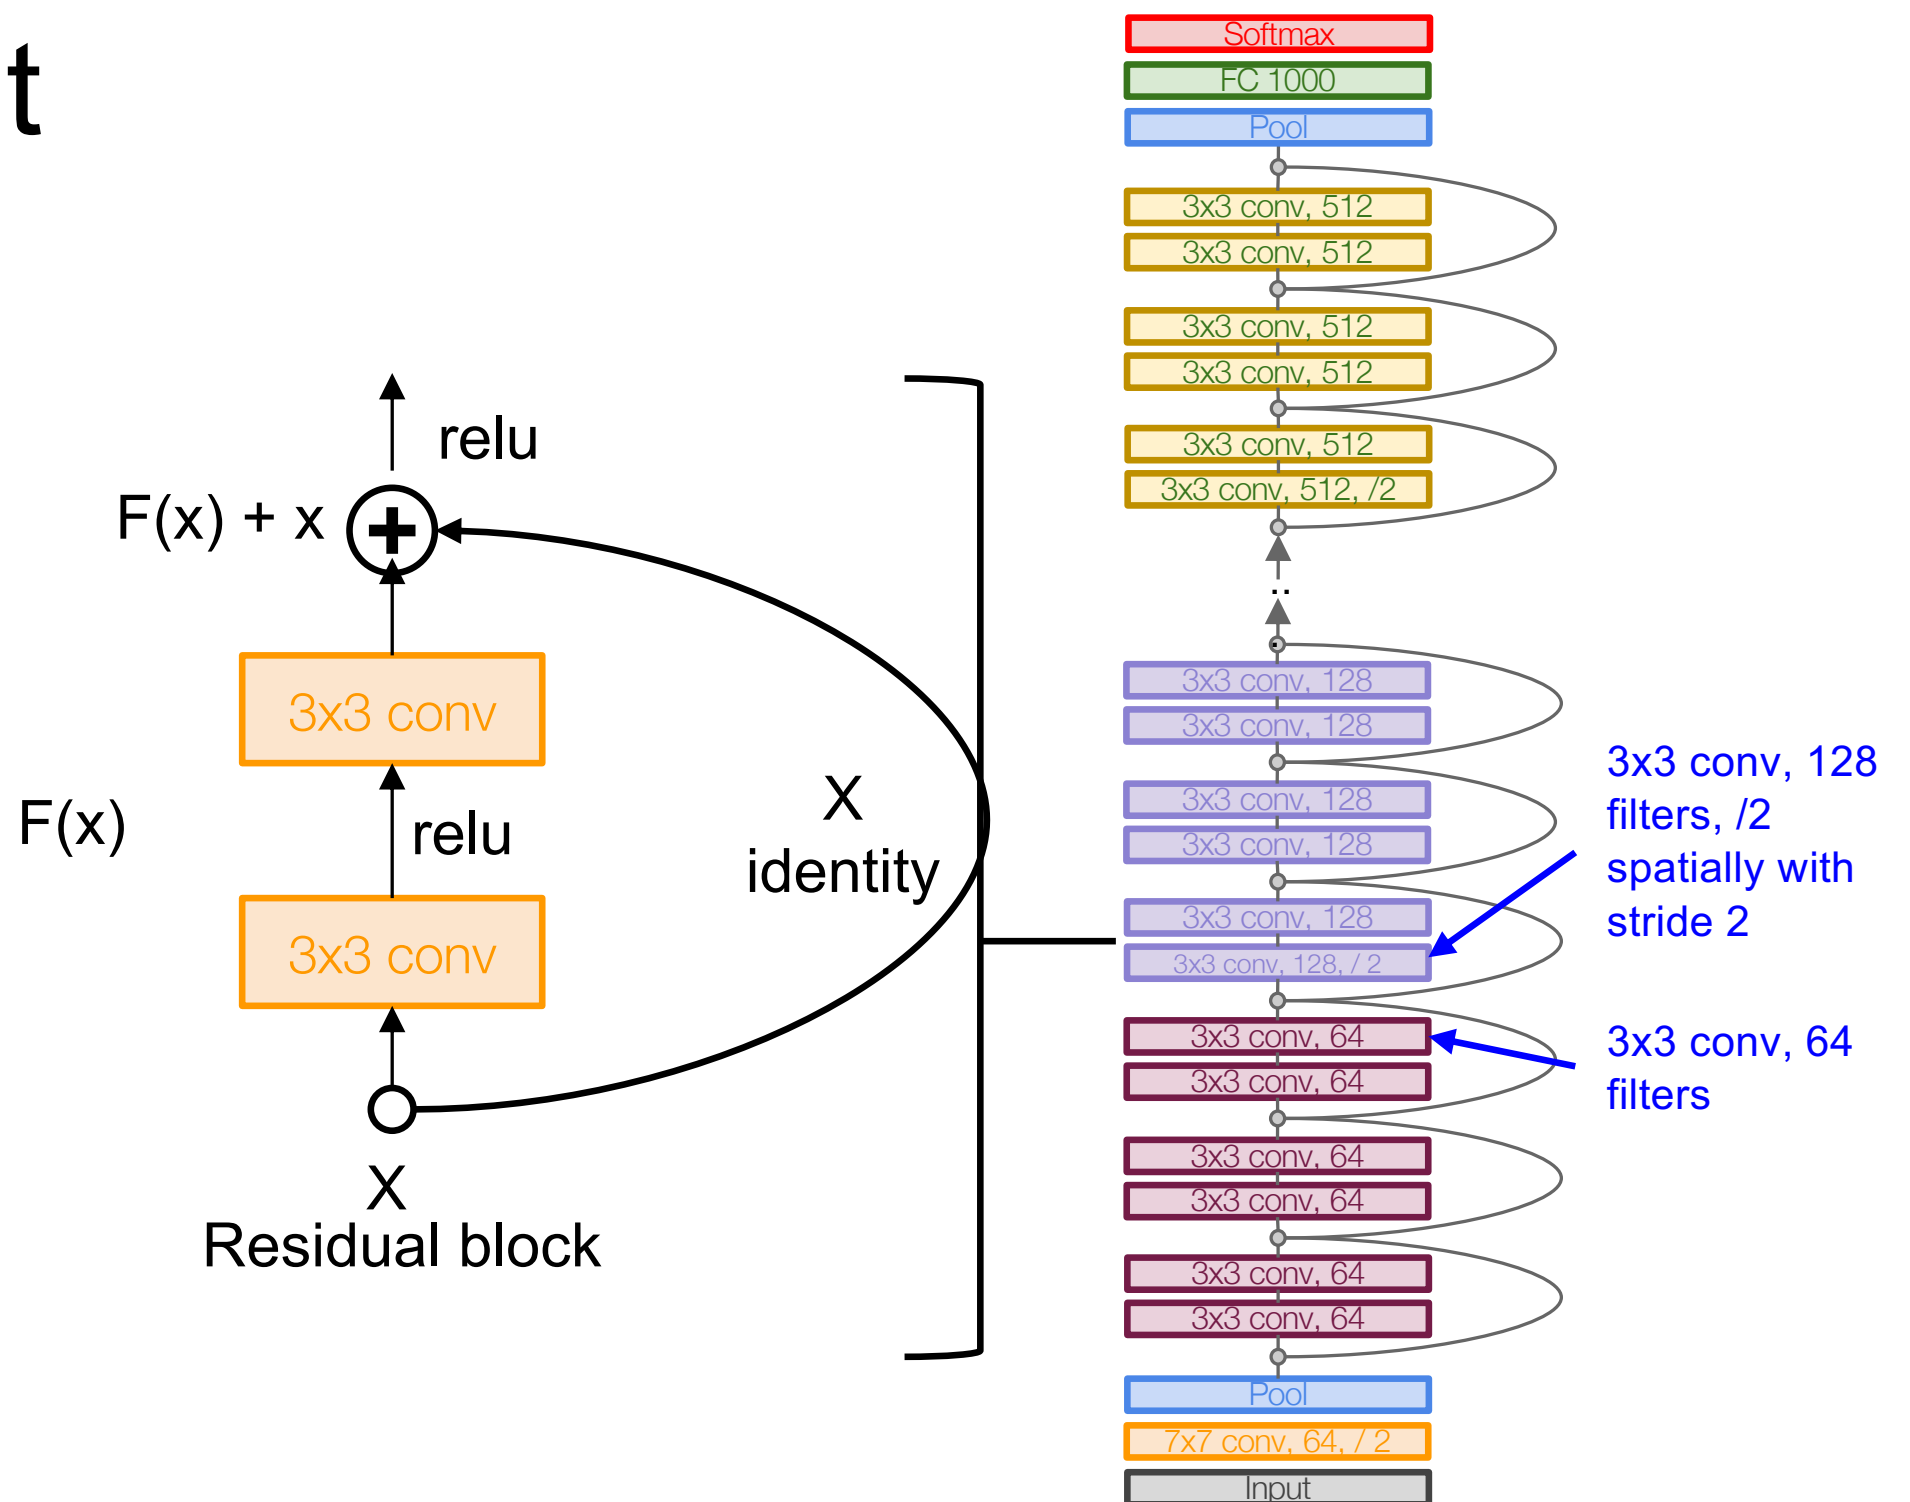 t
relu
F(x) + x
3x3 conv
F(x)
relu
X
identity
3x3 conv
X
Residual block
Softmax
FC 1000
Pool
3x3 conv, 512
3x3 conv, 512
3x3 conv, 512
3x3 conv, 512
3x3 conv, 512
3x3 conv, 512, /2
..
.
3x3 conv, 128
3x3 conv, 128
3x3 conv, 128
3x3 conv, 128
3x3 conv, 128
3x3 conv, 128, / 2
3x3 conv, 64
3x3 conv, 64
3x3 conv, 64
3x3 conv, 64
3x3 conv, 64
3x3 conv, 64
Pool
7x7 conv, 64, / 2
Input
3x3 conv, 128
filters, /2
spatially with
stride 2
3x3 conv, 64
filters